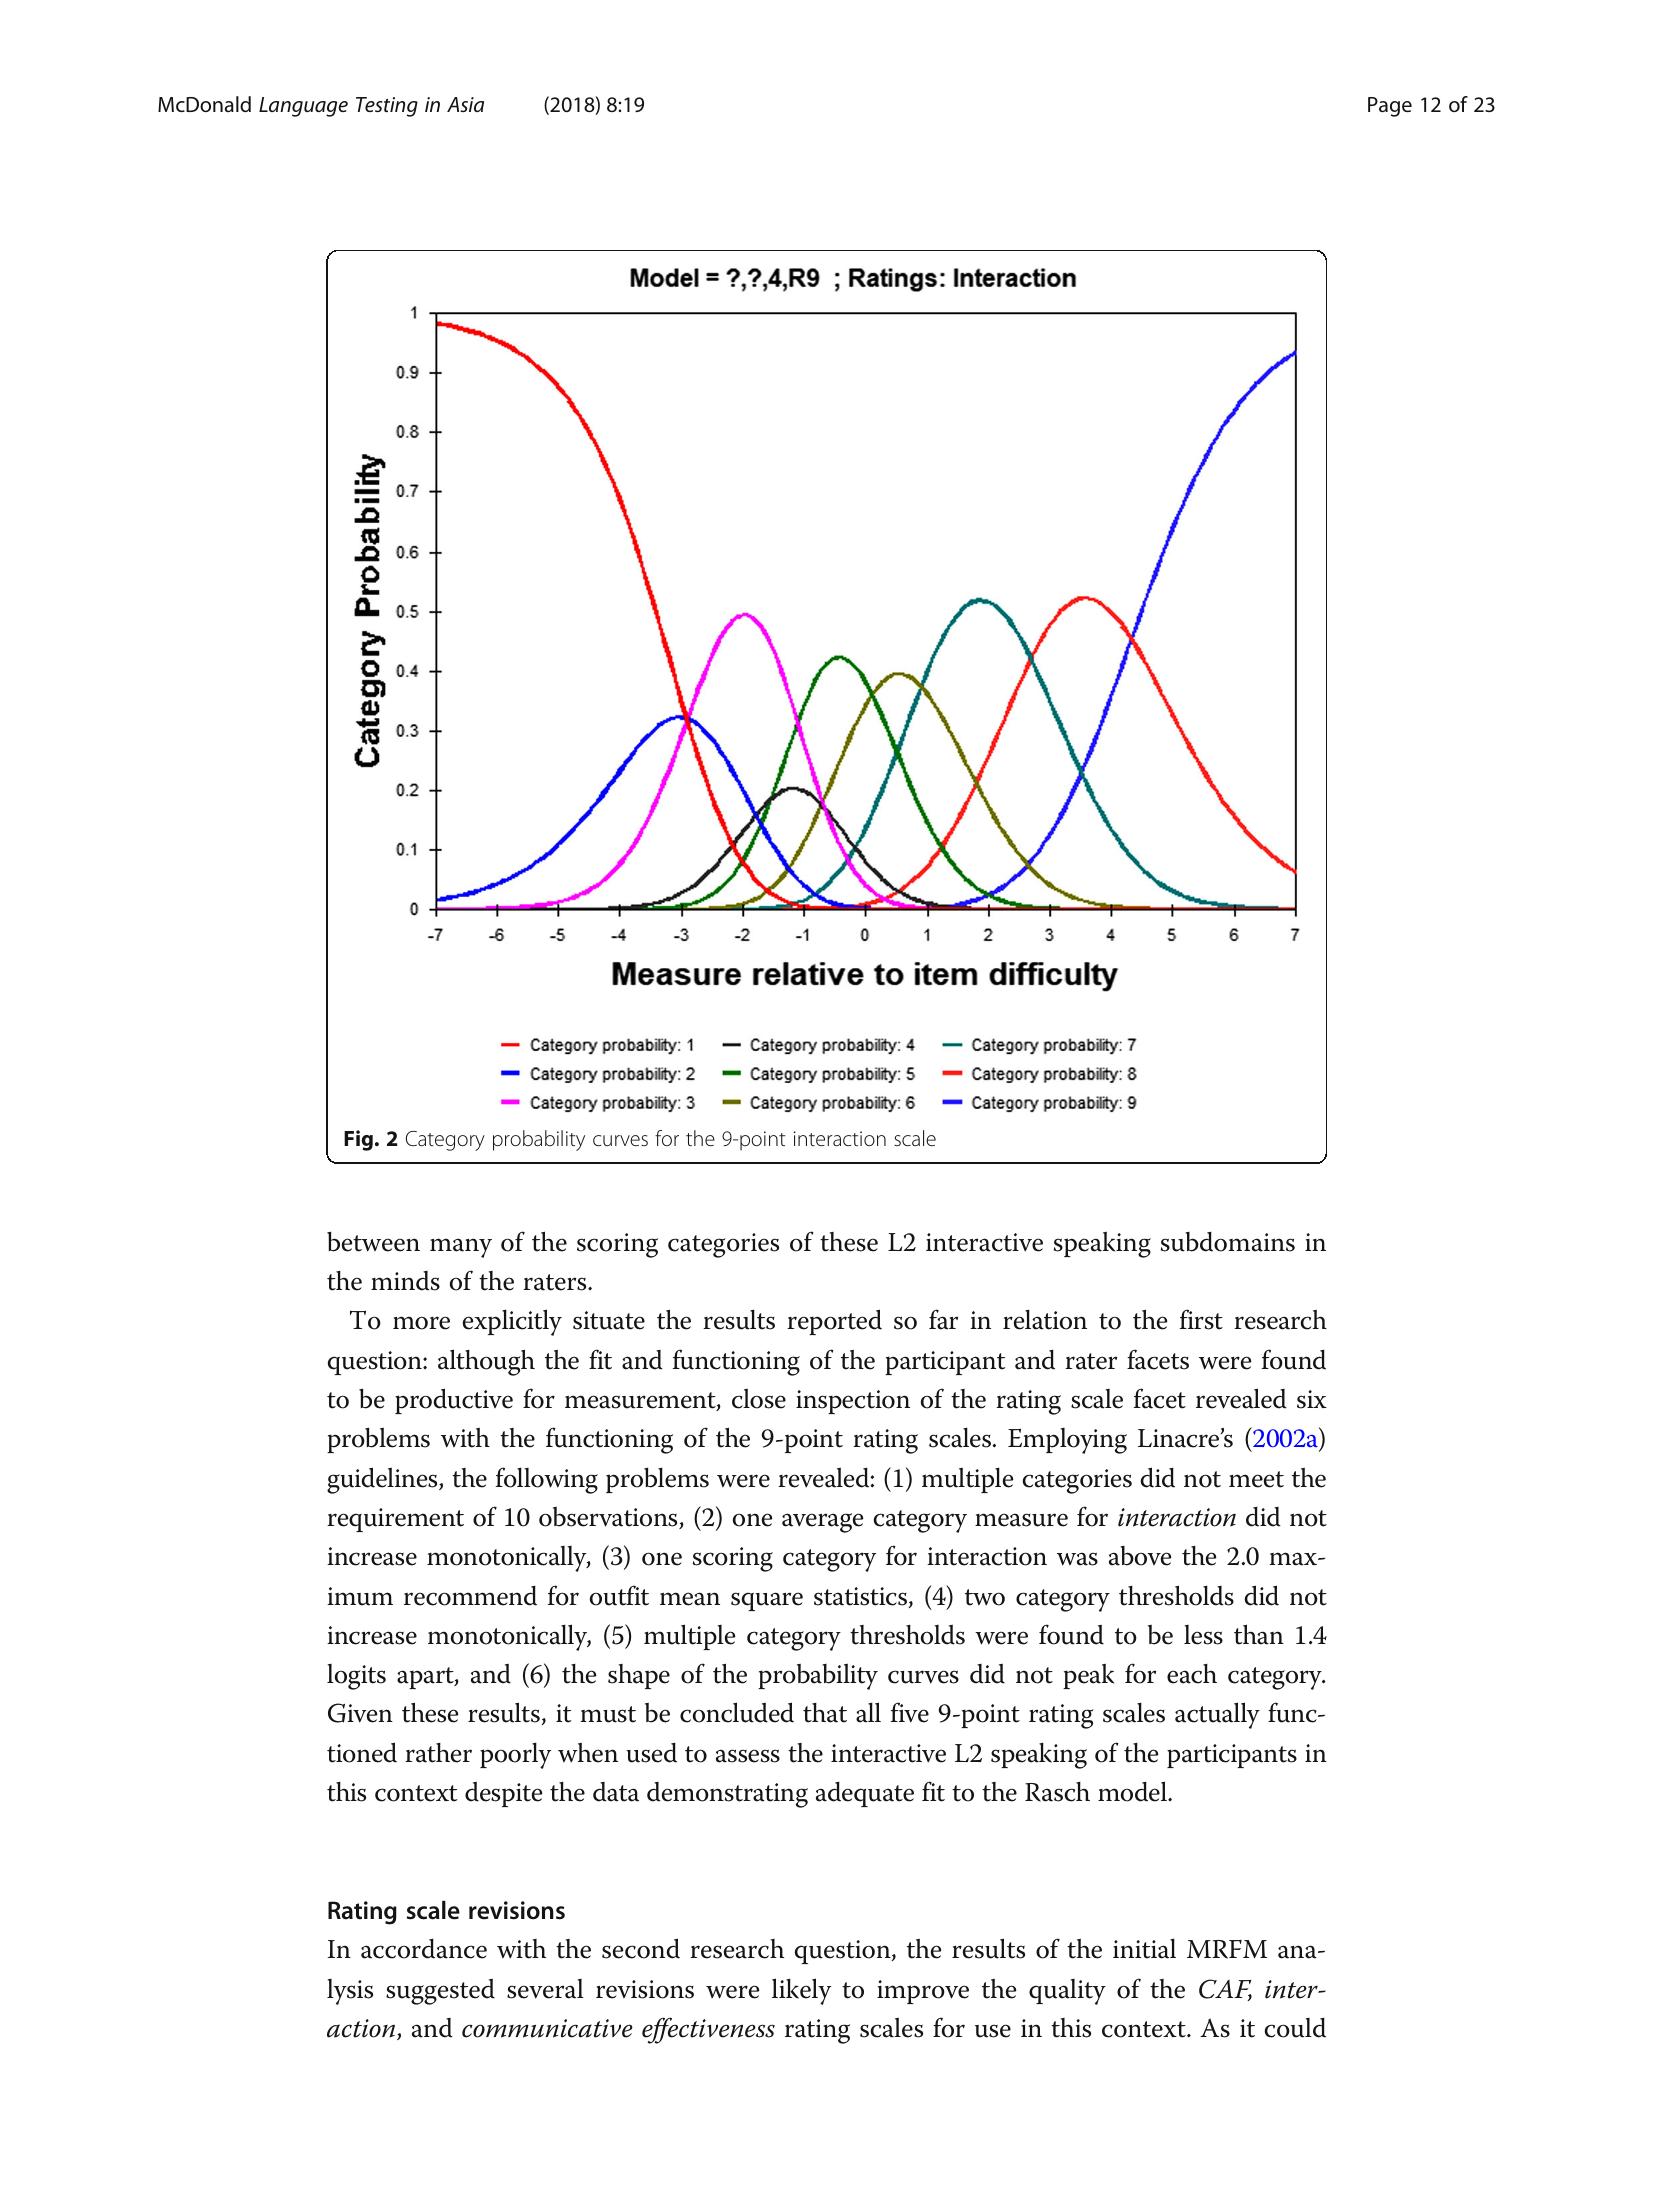 McDonald Language Testing in Asia (2018) 8:19 Page 12 of 23
Model = ?,?,4,R9 ; Ratings: Interaction
Category Probability
1
0.9
0.8
0.7
0.6
0.5
0.4
0.3
0.2
0.1
0
-7 -6 -5 -4 -3 -2 -1 0 1 2 3 4 5 6 7
Measure relative to item difficulty
Category probability: 1 Category probability: 4 Category probability: 7
Category probability: 2 Category probability: 5 Category probability: 8
Category probability: 3 Category probability: 6 Category probability: 9
Fig. 2 Category probability curves for the 9-point interaction scale
between many of the scoring categories of these L2 interactive speaking subdomains in
the minds of the raters.
To more explicitly situate the results reported so far in relation to the first research
question: although the fit and functioning of the participant and rater facets were found
to be productive for measurement, close inspection of the rating scale facet revealed six
problems with the functioning of the 9-point rating scales. Employing Linacre's (2002a)
guidelines, the following problems were revealed: (1) multiple categories did not meet the
requirement of 10 observations, (2) one average category measure for interaction did not
increase monotonically, (3) one scoring category for interaction was above the 2.0 max-
imum recommend for outfit mean square statistics, (4) two category thresholds did not
increase monotonically, (5) multiple category thresholds were found to be less than 1.4
logits apart, and (6) the shape of the probability curves did not peak for each category.
Given these results, it must be concluded that all five 9-point rating scales actually func-
tioned rather poorly when used to assess the interactive L2 speaking of the participants in
this context despite the data demonstrating adequate fit to the Rasch model.
Rating scale revisions
In accordance with the second research question, the results of the initial MRFM ana-
lysis suggested several revisions were likely to improve the quality of the CAF, inter-
action, and communicative effectiveness rating scales for use in this context. As it could